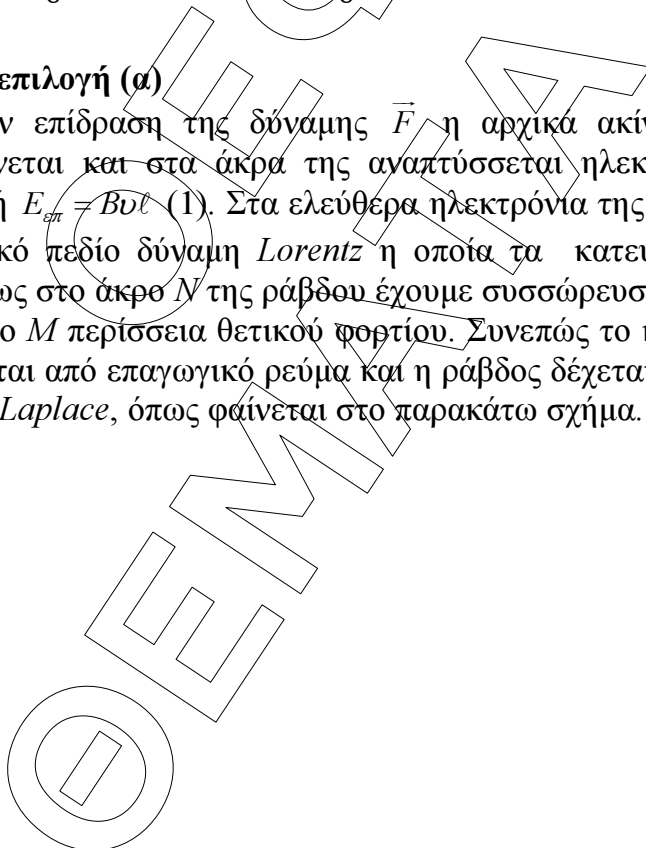 επιλογή (α)
ν επίδραση της δύναμης F η αρχικά ακίν
νεται και στα άκρα της αναπτύσσεται ηλεκ
ή Eεπ = Bυℓ (1). Στα ελεύθερα ηλεκτρόνια της
κό πεδίο δύναμη Lorentz η οποία τα κατευ
ως στο άκρο N της ράβδου έχουμε συσσώρευσ
ο M περίσσεια θετικού φορτίου. Συνεπώς το
ται από επαγωγικό ρεύμα και η ράβδος δέχεται
Laplace, όπως φαίνεται στο παρακάτω σχήμα.